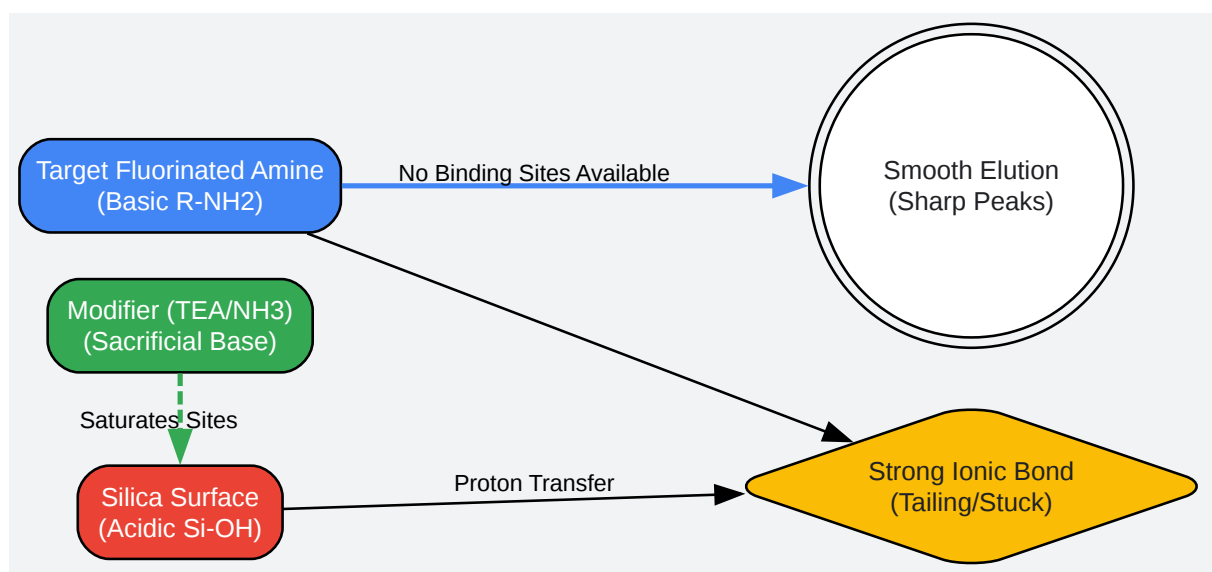 Target Fluorinated Amine
(Basic R-NH2)
No Binding Sites Available
Smooth Elution
(Sharp Peaks)
Modifier (TEA/NH3)
(Sacrificial Base)
Saturates Sites
Silica Surface
(Acidic Si-OH)
Proton Transfer
Strong Ionic Bond
(Tailing/Stuck)